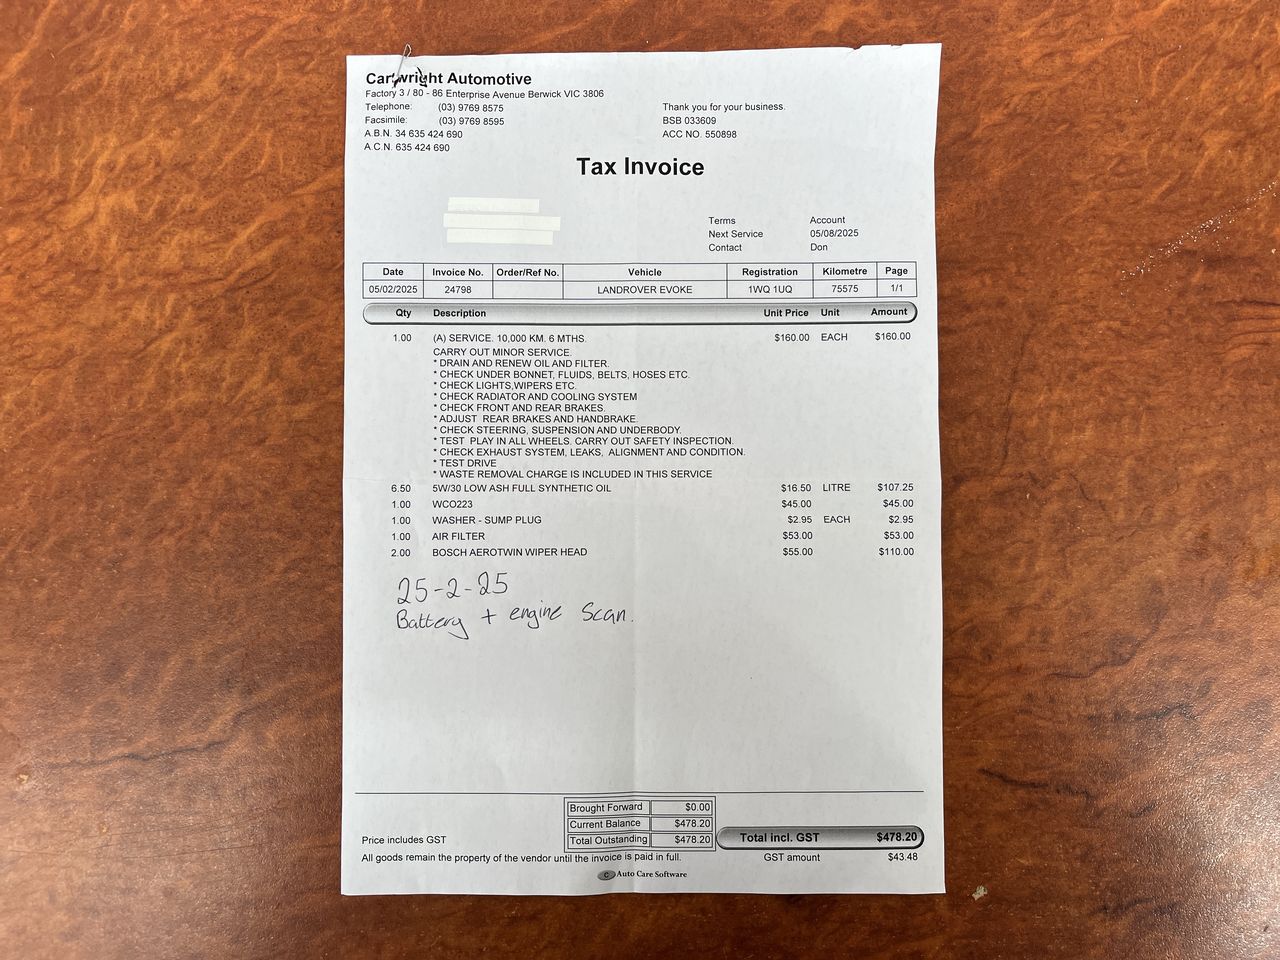 Cartwright Automotive
Factory 3 / 80 - 86 Enterprise Avenue Berwick VIC 3806
Telephone: (03) 9769 8575
Facsimile: (03) 9769 8595
A.B.N. 34 635 424 690
A.C.N. 635 424 690
Thank you for your business.
BSB 033609
ACC NO. 550898
Tax Invoice
Terms Account
Next Service 05/08/2025
Contact Don
Date Invoice No. Order/Ref No. Vehicle Registration Kilometre Page
05/02/2025 24798 LANDROVER EVOKE 1WQ 1UQ 75575 1/1
Qty Description Unit Price Unit Amount
1.00 (A) SERVICE. 10,000 KM. 6 MTHS. $160.00 EACH $160.00
CARRY OUT MINOR SERVICE.
* DRAIN AND RENEW OIL AND FILTER.
* CHECK UNDER BONNET, FLUIDS, BELTS, HOSES ETC.
* CHECK LIGHTS,WIPERS ETC.
* CHECK RADIATOR AND COOLING SYSTEM
* CHECK FRONT AND REAR BRAKES.
* ADJUST REAR BRAKES AND HANDBRAKE.
* CHECK STEERING, SUSPENSION AND UNDERBODY.
* TEST PLAY IN ALL WHEELS. CARRY OUT SAFETY INSPECTION.
* CHECK EXHAUST SYSTEM, LEAKS, ALIGNMENT AND CONDITION.
* TEST DRIVE
* WASTE REMOVAL CHARGE IS INCLUDED IN THIS SERVICE
6.50 5W/30 LOW ASH FULL SYNTHETIC OIL $16.50 LITRE $107.25
1.00 WCO223 $45.00 $45.00
1.00 WASHER - SUMP PLUG $2.95 EACH $2.95
1.00 AIR FILTER $53.00 $53.00
2.00 BOSCH AEROTWIN WIPER HEAD $55.00 $110.00
25-2-25
Battery + engine Scan.
Brought Forward $0.00
Current Balance $478.20
Total Outstanding $478.20
Price includes GST
Total incl. GST $478.20
All goods remain the property of the vendor until the invoice is paid in full.
GST amount $43.48
C Auto Care Software